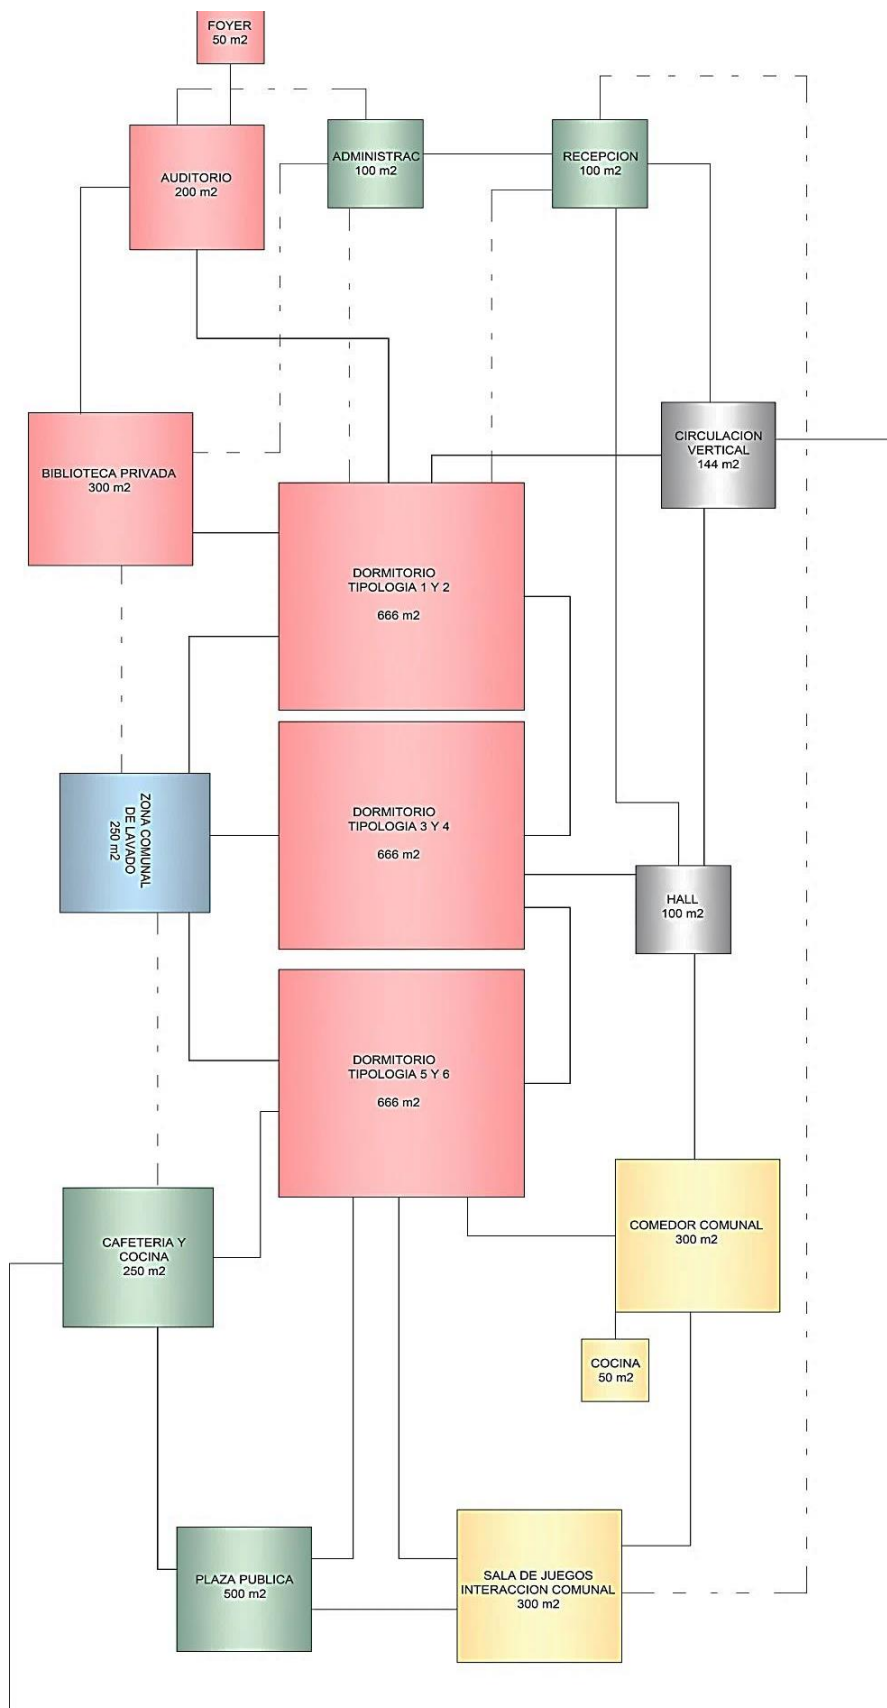 FOYER
50 m2
ADMINISTRAC
100 m2
RECEPCION
100 m2
AUDITORIO
200 m2
CIRCULACION
VERTICAL
144 m2
BIBLIOTECA PRIVADA
300 m2
DORMITORIO
TIPOLOGIA 1 Y 2
666 m2
ZONA COMUNAL
DE LAVADO
250 m2
DORMITORIO
TIPOLOGIA 3 Y 4
666 m2
HALL
100 m2
DORMITORIO
TIPOLOGIA 5 Y 6
666 m2
CAFETERIA Y
COCINA
250 m2
COMEDOR COMUNAL
300 m2
COCINA
50 m2
PLAZA PUBLICA
500 m2
SALA DE JUEGOS
INTERACCION COMUNAL
300 m2